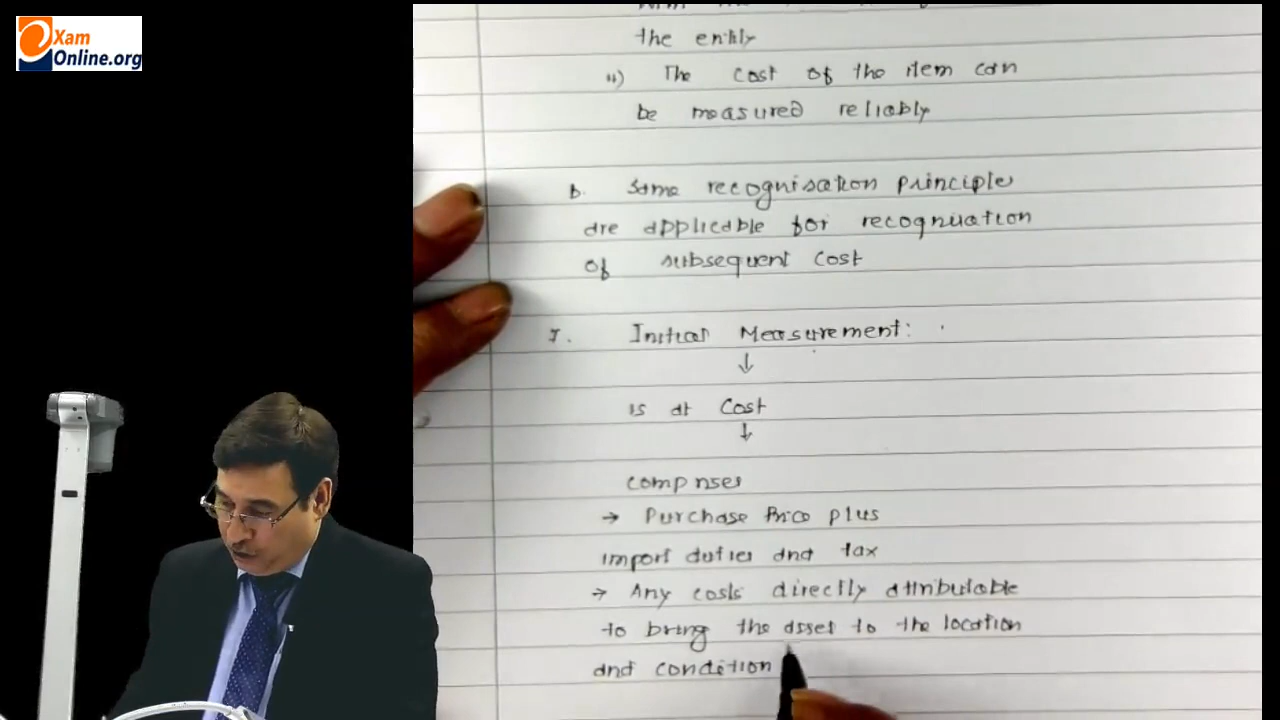 Xam
Online.org
the entity
ii) The cost of the item can
be measured reliably
b. Same recognisation principle
are applicable for recognisation
of subsequent cost
Initial Measurement:
↓
is at Cost
↓
comprises
→ Purchase Price plus
import duties and tax
→ Any costs directly attributable
to bring the asset to the location
and condition